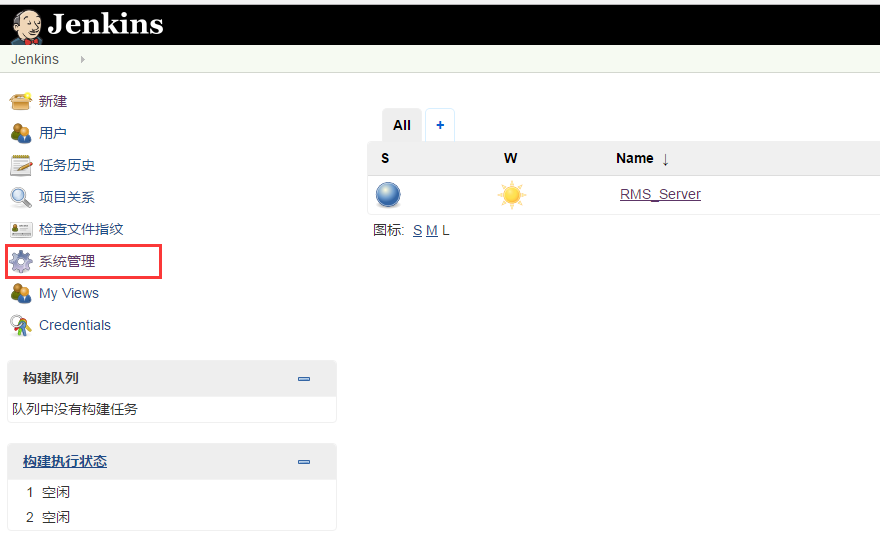 Jenkins
Jenkins
新建
用户
任务历史
项目关系
检查文件指纹
系统管理
My Views
Credentials
构建队列
队列中没有构建任务
构建执行状态
1 空闲
2 空闲
All +
S W Name ↓
RMS_Server
图标: S M L